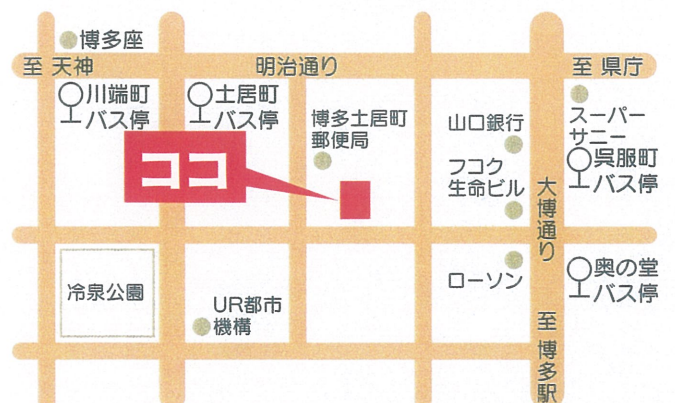 博多座
至 天神
明治通り
至 県庁
川端町
バス停
土居町
バス停
博多土居町
郵便局
山口銀行
スーパー
サニー
呉服町
バス停
フコク
生命ビル
ココ
大博通り
冷泉公園
UR都市
機構
ローソン
奥の堂
バス停
至 博多駅